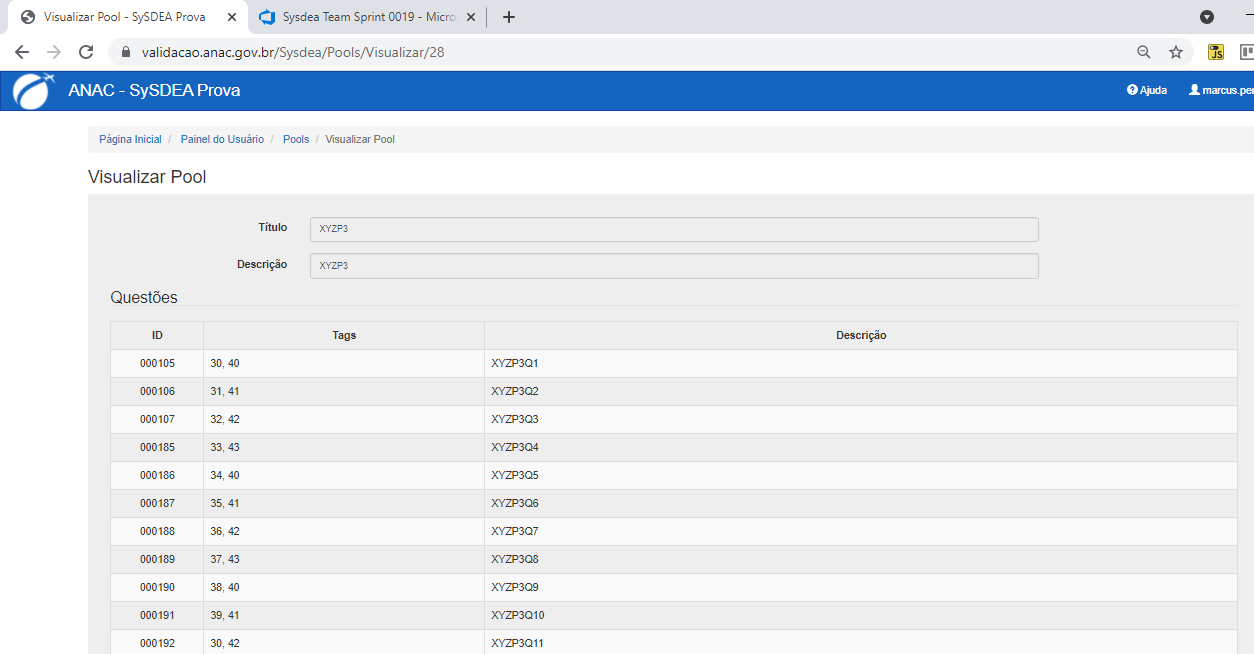 Visualizar Pool - SySDEA Prova
Sysdea Team Sprint 0019 - Micro
validacao.anac.gov.br/Sysdea/Pools/Visualizar/28
JS
ANAC - SySDEA Prova
Ajuda
marcus.per
Página Inicial / Painel do Usuário / Pools / Visualizar Pool
Visualizar Pool
Título XYZP3
Descrição XYZP3
Questões
ID Tags Descrição
000105 30, 40 XYZP3Q1
000106 31, 41 XYZP3Q2
000107 32, 42 XYZP3Q3
000185 33, 43 XYZP3Q4
000186 34, 40 XYZP3Q5
000187 35, 41 XYZP3Q6
000188 36, 42 XYZP3Q7
000189 37, 43 XYZP3Q8
000190 38, 40 XYZP3Q9
000191 39, 41 XYZP3Q10
000192 30, 42 XYZP3Q11